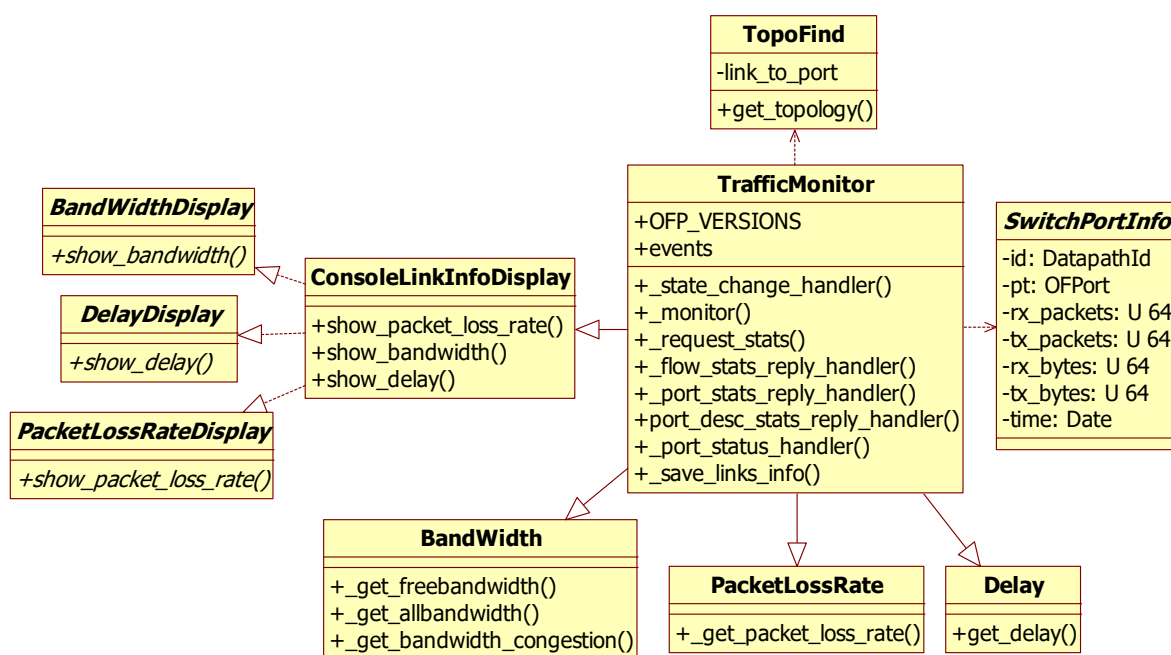 TopoFind
-link_to_port
+get_topology()
TrafficMonitor
+OFP_VERSIONS
+events
+_state_change_handler()
+_monitor()
+_request_stats()
+_flow_stats_reply_handler()
+_port_stats_reply_handler()
+port_desc_stats_reply_handler()
+_port_status_handler()
+_save_links_info()
BandWidthDisplay
+show_bandwidth()
DelayDisplay
+show_delay()
PacketLossRateDisplay
+show_packet_loss_rate()
ConsoleLinkInfoDisplay
+show_packet_loss_rate()
+show_bandwidth()
+show_delay()
SwitchPortInfo
-id: DatapathId
-pt: OFPort
-rx_packets: U 64
-tx_packets: U 64
-rx_bytes: U 64
-tx_bytes: U 64
-time: Date
BandWidth
+_get_freebandwidth()
+_get_allbandwidth()
+_get_bandwidth_congestion()
PacketLossRate
+_get_packet_loss_rate()
Delay
+get_delay()